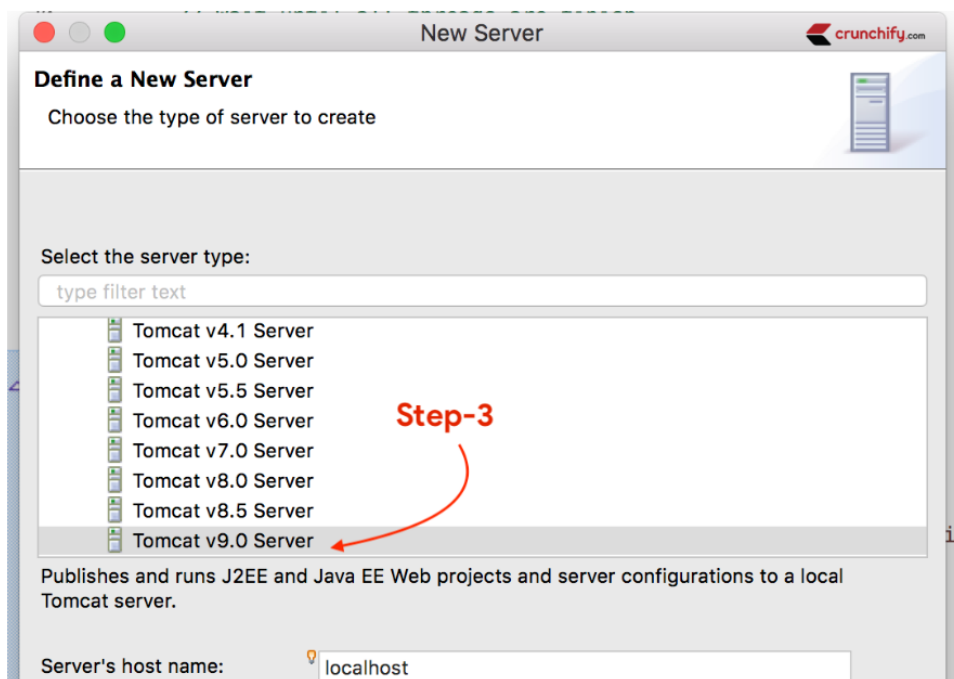 New Server
crunchify.com
Define a New Server
Choose the type of server to create
Select the server type:
type filter text
Tomcat v4.1 Server
Tomcat v5.0 Server
Tomcat v5.5 Server
Tomcat v6.0 Server
Step-3
Tomcat v7.0 Server
Tomcat v8.0 Server
Tomcat v8.5 Server
Tomcat v9.0 Server
Publishes and runs J2EE and Java EE Web projects and server configurations to a local
Tomcat server.
Server's host name:
localhost